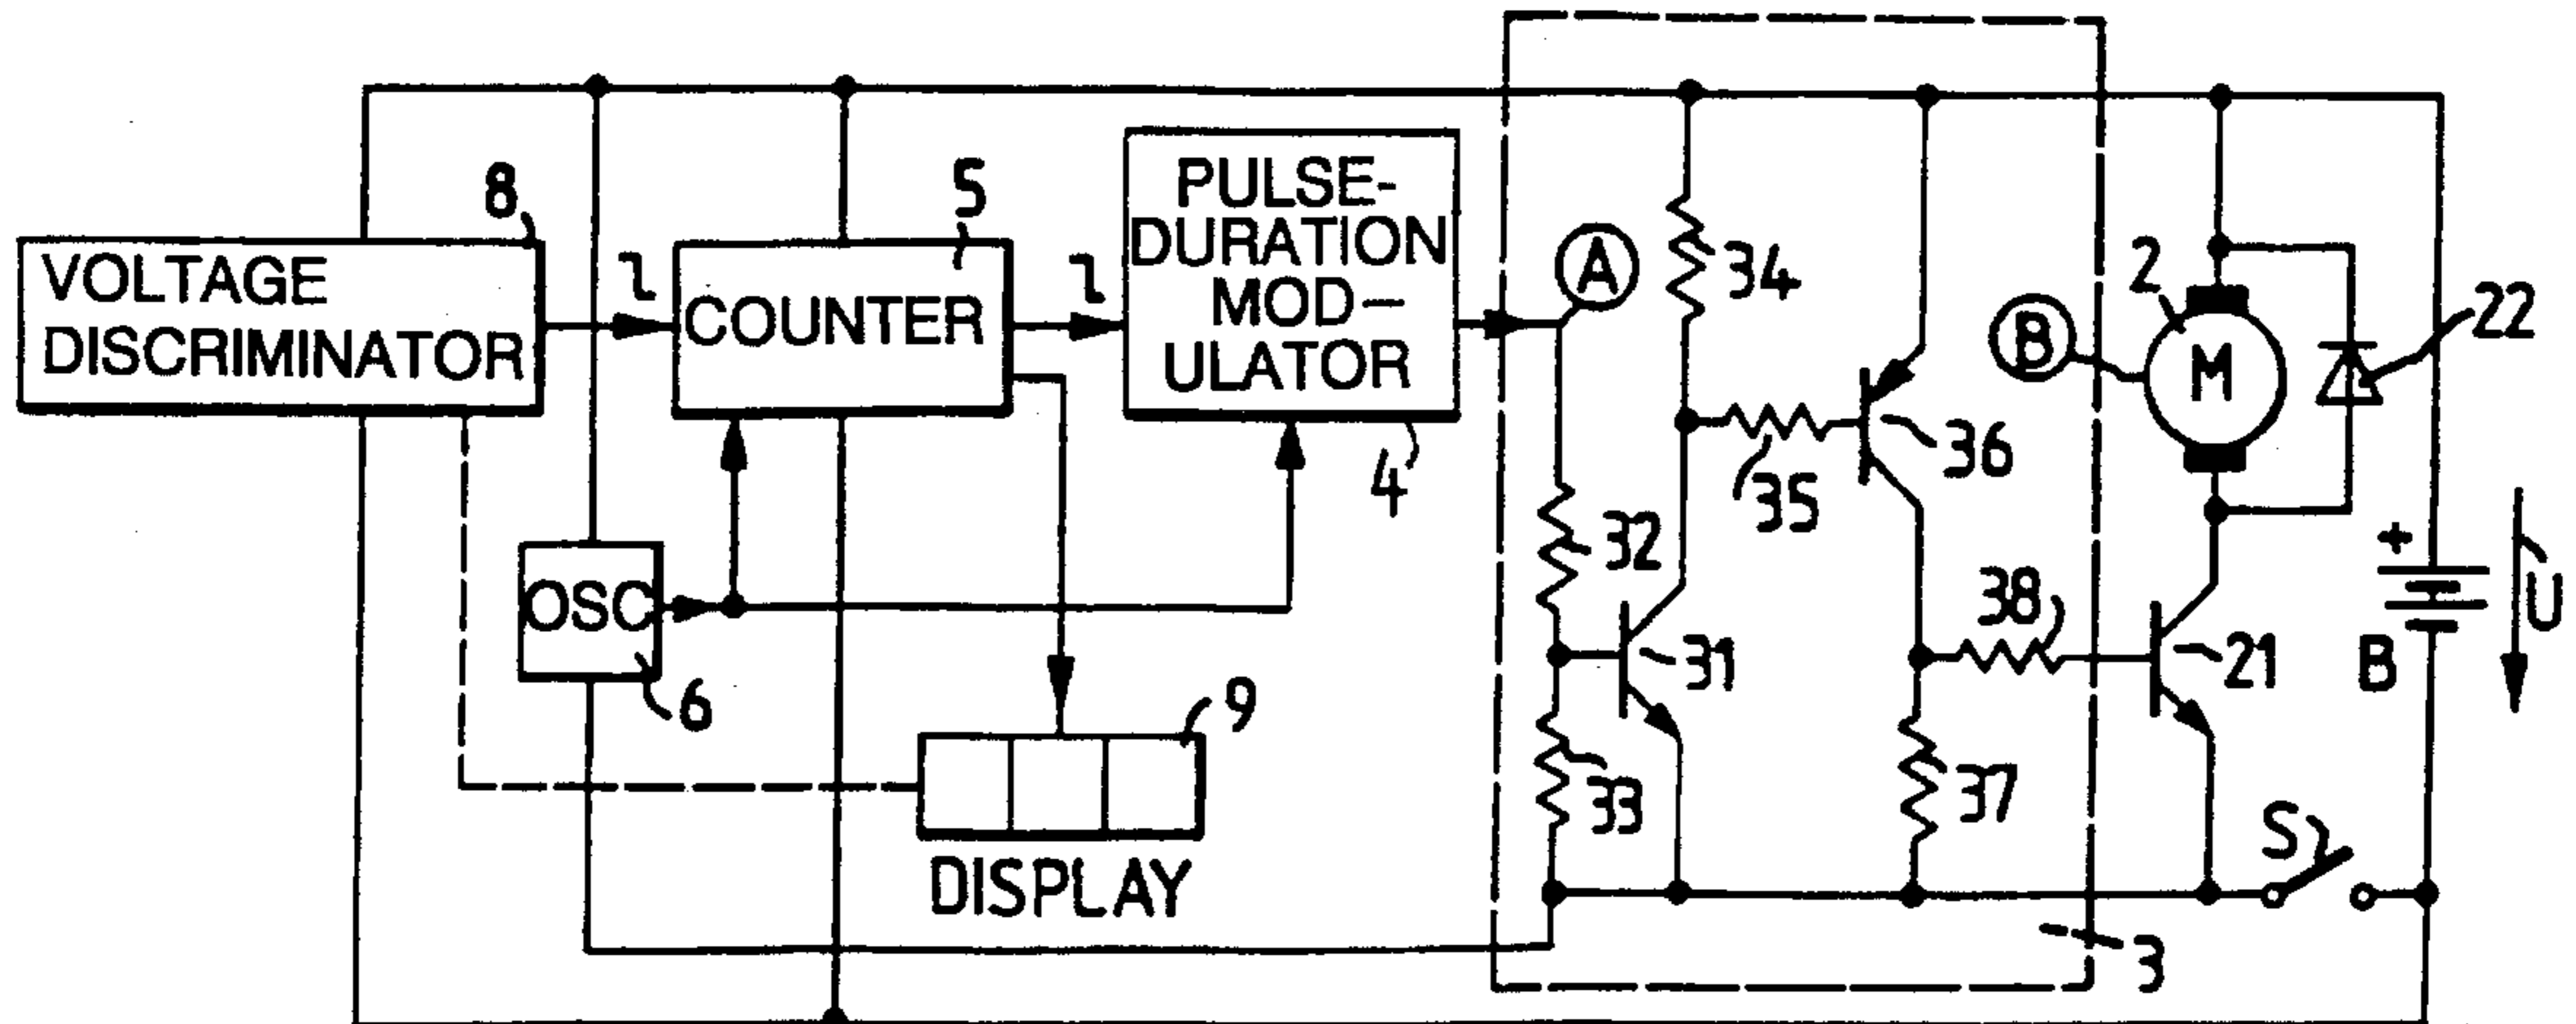 VOLTAGE
DISCRIMINATOR
8
COUNTER
5
PULSE-
DURATION
MOD-
ULATOR
4
OSC
6
9
DISPLAY
A
34
32
31
33
35
36
38
37
3
B
2
M
22
21
S
+
B
U